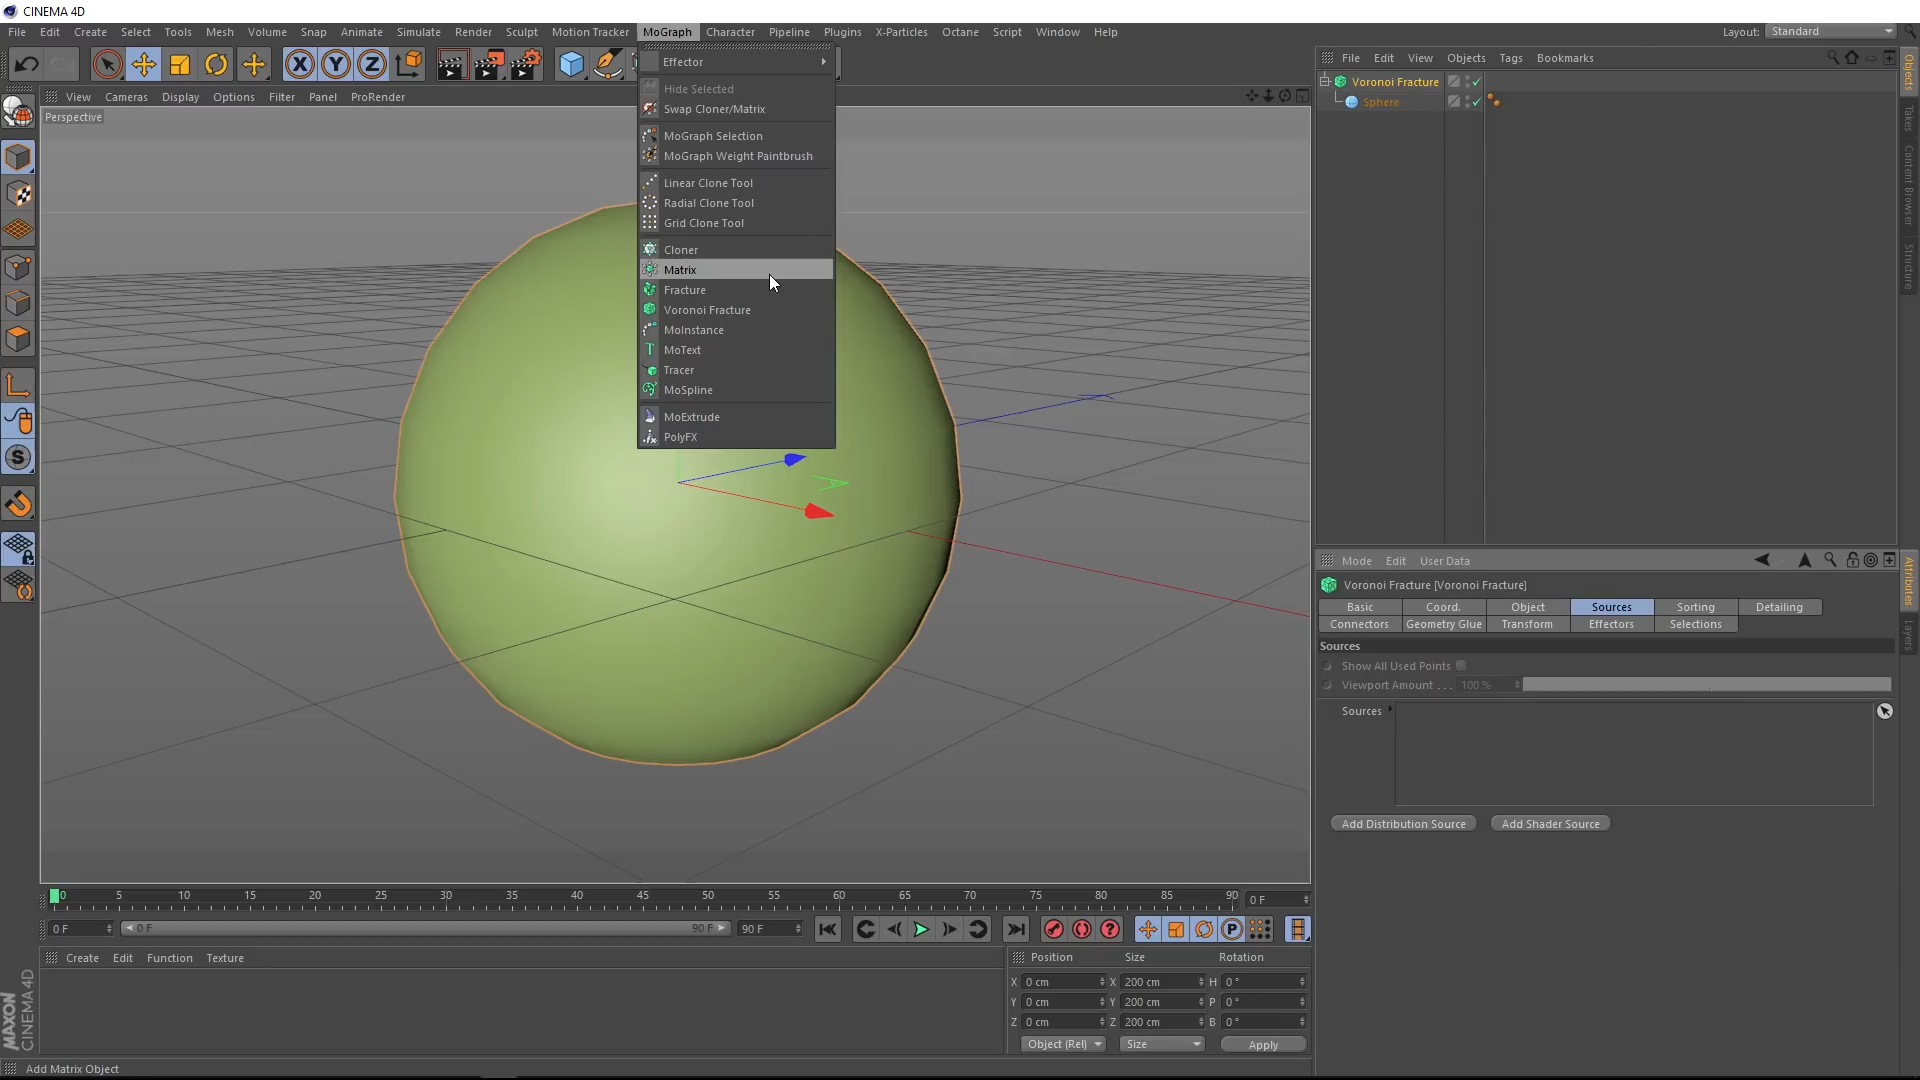 CINEMA 4D
File Edit Create Select Tools Mesh Volume Snap Animate Simulate Render Sculpt Motion Tracker MoGraph Character Pipeline Plugins X-Particles Octane Script Window Help
Layout: Standard
View Cameras Display Options Filter Panel ProRender
Perspective
Effector
Hide Selected
Swap Cloner/Matrix
MoGraph Selection
MoGraph Weight Paintbrush
Linear Clone Tool
Radial Clone Tool
Grid Clone Tool
Cloner
Matrix
Fracture
Voronoi Fracture
MoInstance
MoText
Tracer
MoSpline
MoExtrude
PolyFX
File Edit View Objects Tags Bookmarks
Voronoi Fracture
Sphere
Objects
Takes
Content Browser
Structure
Mode Edit User Data
Voronoi Fracture [Voronoi Fracture]
Basic Coord. Object Sources Sorting Detailing
Connectors Geometry Glue Transform Effectors Selections
Sources
Show All Used Points
Viewport Amount . . . 100 %
Sources
Add Distribution Source Add Shader Source
Attributes
Layers
0 5 10 15 20 25 30 35 40 45 50 55 60 65 70 75 80 85 90
0 F
0 F 0 F 90 F 90 F
Create Edit Function Texture
Position Size Rotation
X 0 cm X 200 cm H 0 °
Y 0 cm Y 200 cm P 0 °
Z 0 cm Z 200 cm B 0 °
Object (Rel) Size Apply
MAXON
CINEMA 4D
Add Matrix Object